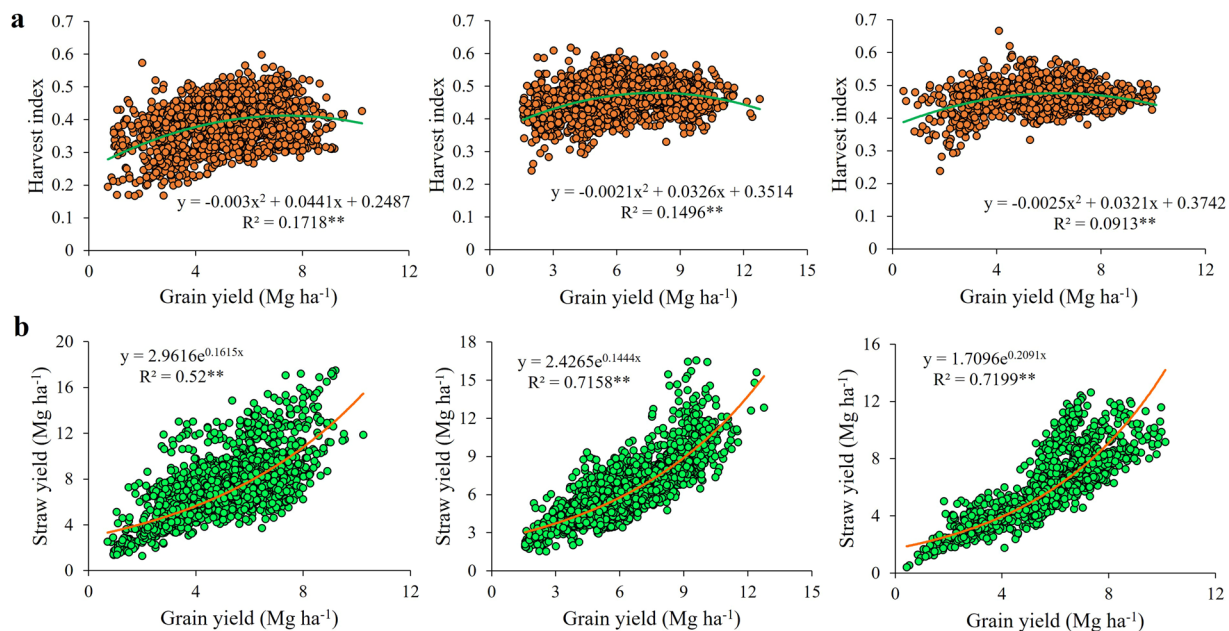 a
Harvest index
0.7
0.6
0.5
0.4
0.3
0.2
0.1
0
y = -0.003x² + 0.0441x + 0.2487
R² = 0.1718**
0 4 8 12
Grain yield (Mg ha⁻¹)
Harvest index
0.7
0.6
0.5
0.4
0.3
0.2
0.1
0
y = -0.0021x² + 0.0326x + 0.3514
R² = 0.1496**
0 3 6 9 12 15
Grain yield (Mg ha⁻¹)
Harvest index
0.7
0.6
0.5
0.4
0.3
0.2
0.1
0
y = -0.0025x² + 0.0321x + 0.3742
R² = 0.0913**
0 4 8 12
Grain yield (Mg ha⁻¹)
b
Straw yield (Mg ha⁻¹)
20
16
12
8
4
0
y = 2.9616e^0.1615x
R² = 0.52**
0 4 8 12
Grain yield (Mg ha⁻¹)
Straw yield (Mg ha⁻¹)
18
15
12
9
6
3
0
y = 2.4265e^0.1444x
R² = 0.7158**
0 3 6 9 12 15
Grain yield (Mg ha⁻¹)
Straw yield (Mg ha⁻¹)
16
12
8
4
0
y = 1.7096e^0.2091x
R² = 0.7199**
0 4 8 12
Grain yield (Mg ha⁻¹)